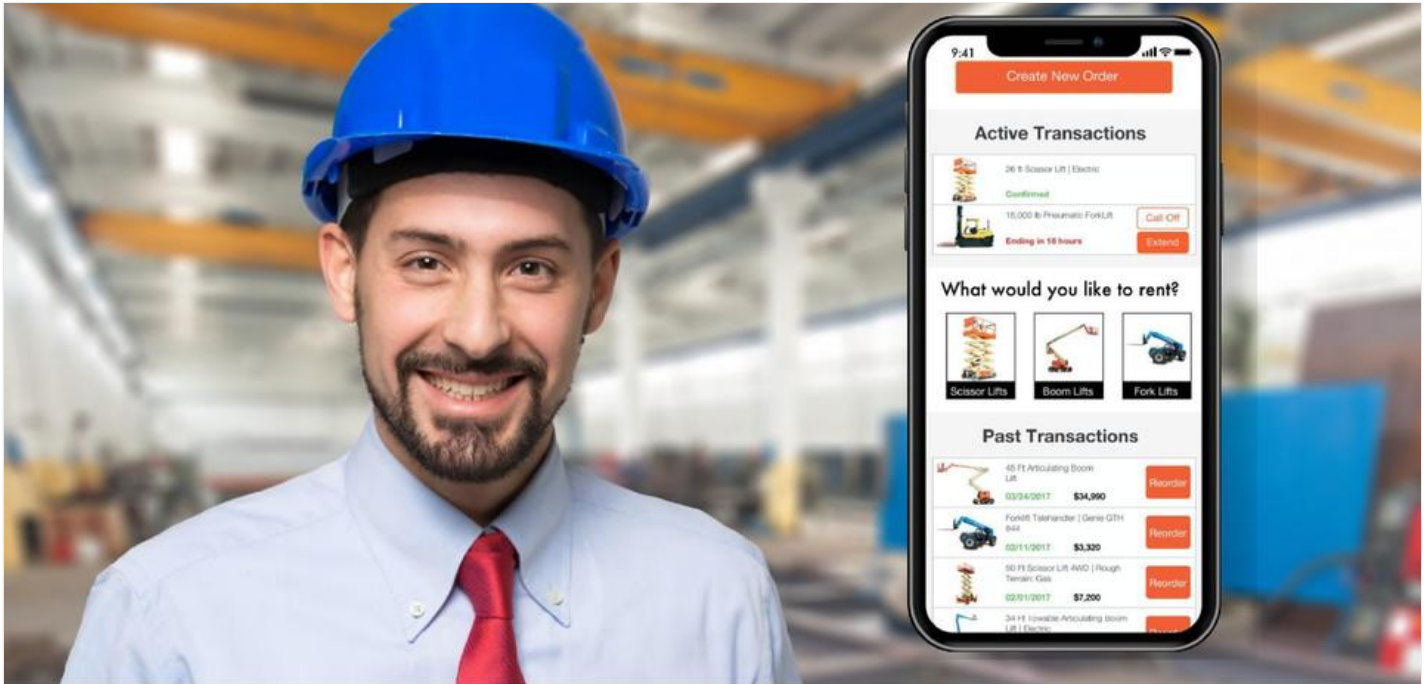 9:41
Create New Order
Active Transactions
26 ft Scissor Lift | Electric
Confirmed
15,000 lb Pneumatic ForkLift
Call Off
Ending in 16 hours
Extend
What would you like to rent?
Scissor Lifts
Boom Lifts
Fork Lifts
Past Transactions
45 Ft Articulating Boom
Lift
Reorder
03/24/2017 $34,990
Forklift Telehandler | Genie GTH
844
Reorder
02/11/2017 $3,320
50 Ft Scissor Lift 4WD | Rough
Terrain: Gas
Reorder
02/01/2017 $7,200
34 Ft Towable Articulating Boom
Lift | Electric